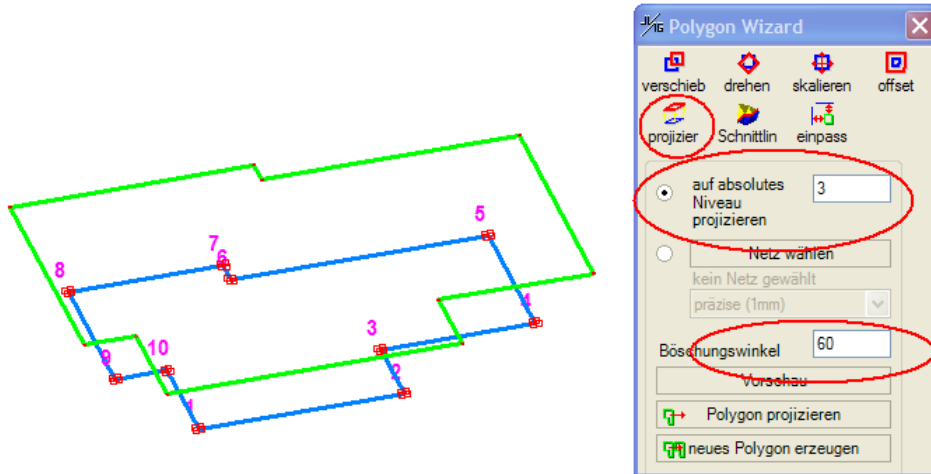 Polygon Wizard
verschieb drehen skalieren offset
projizier Schnittlin einpass
auf absolutes
Niveau
projizieren
3
Netz wählen
kein Netz gewählt
präzise (1mm)
Böschungswinkel 60
Vorschau
Polygon projizieren
neues Polygon erzeugen
5
7
6
8
4
3
10
9
2
1